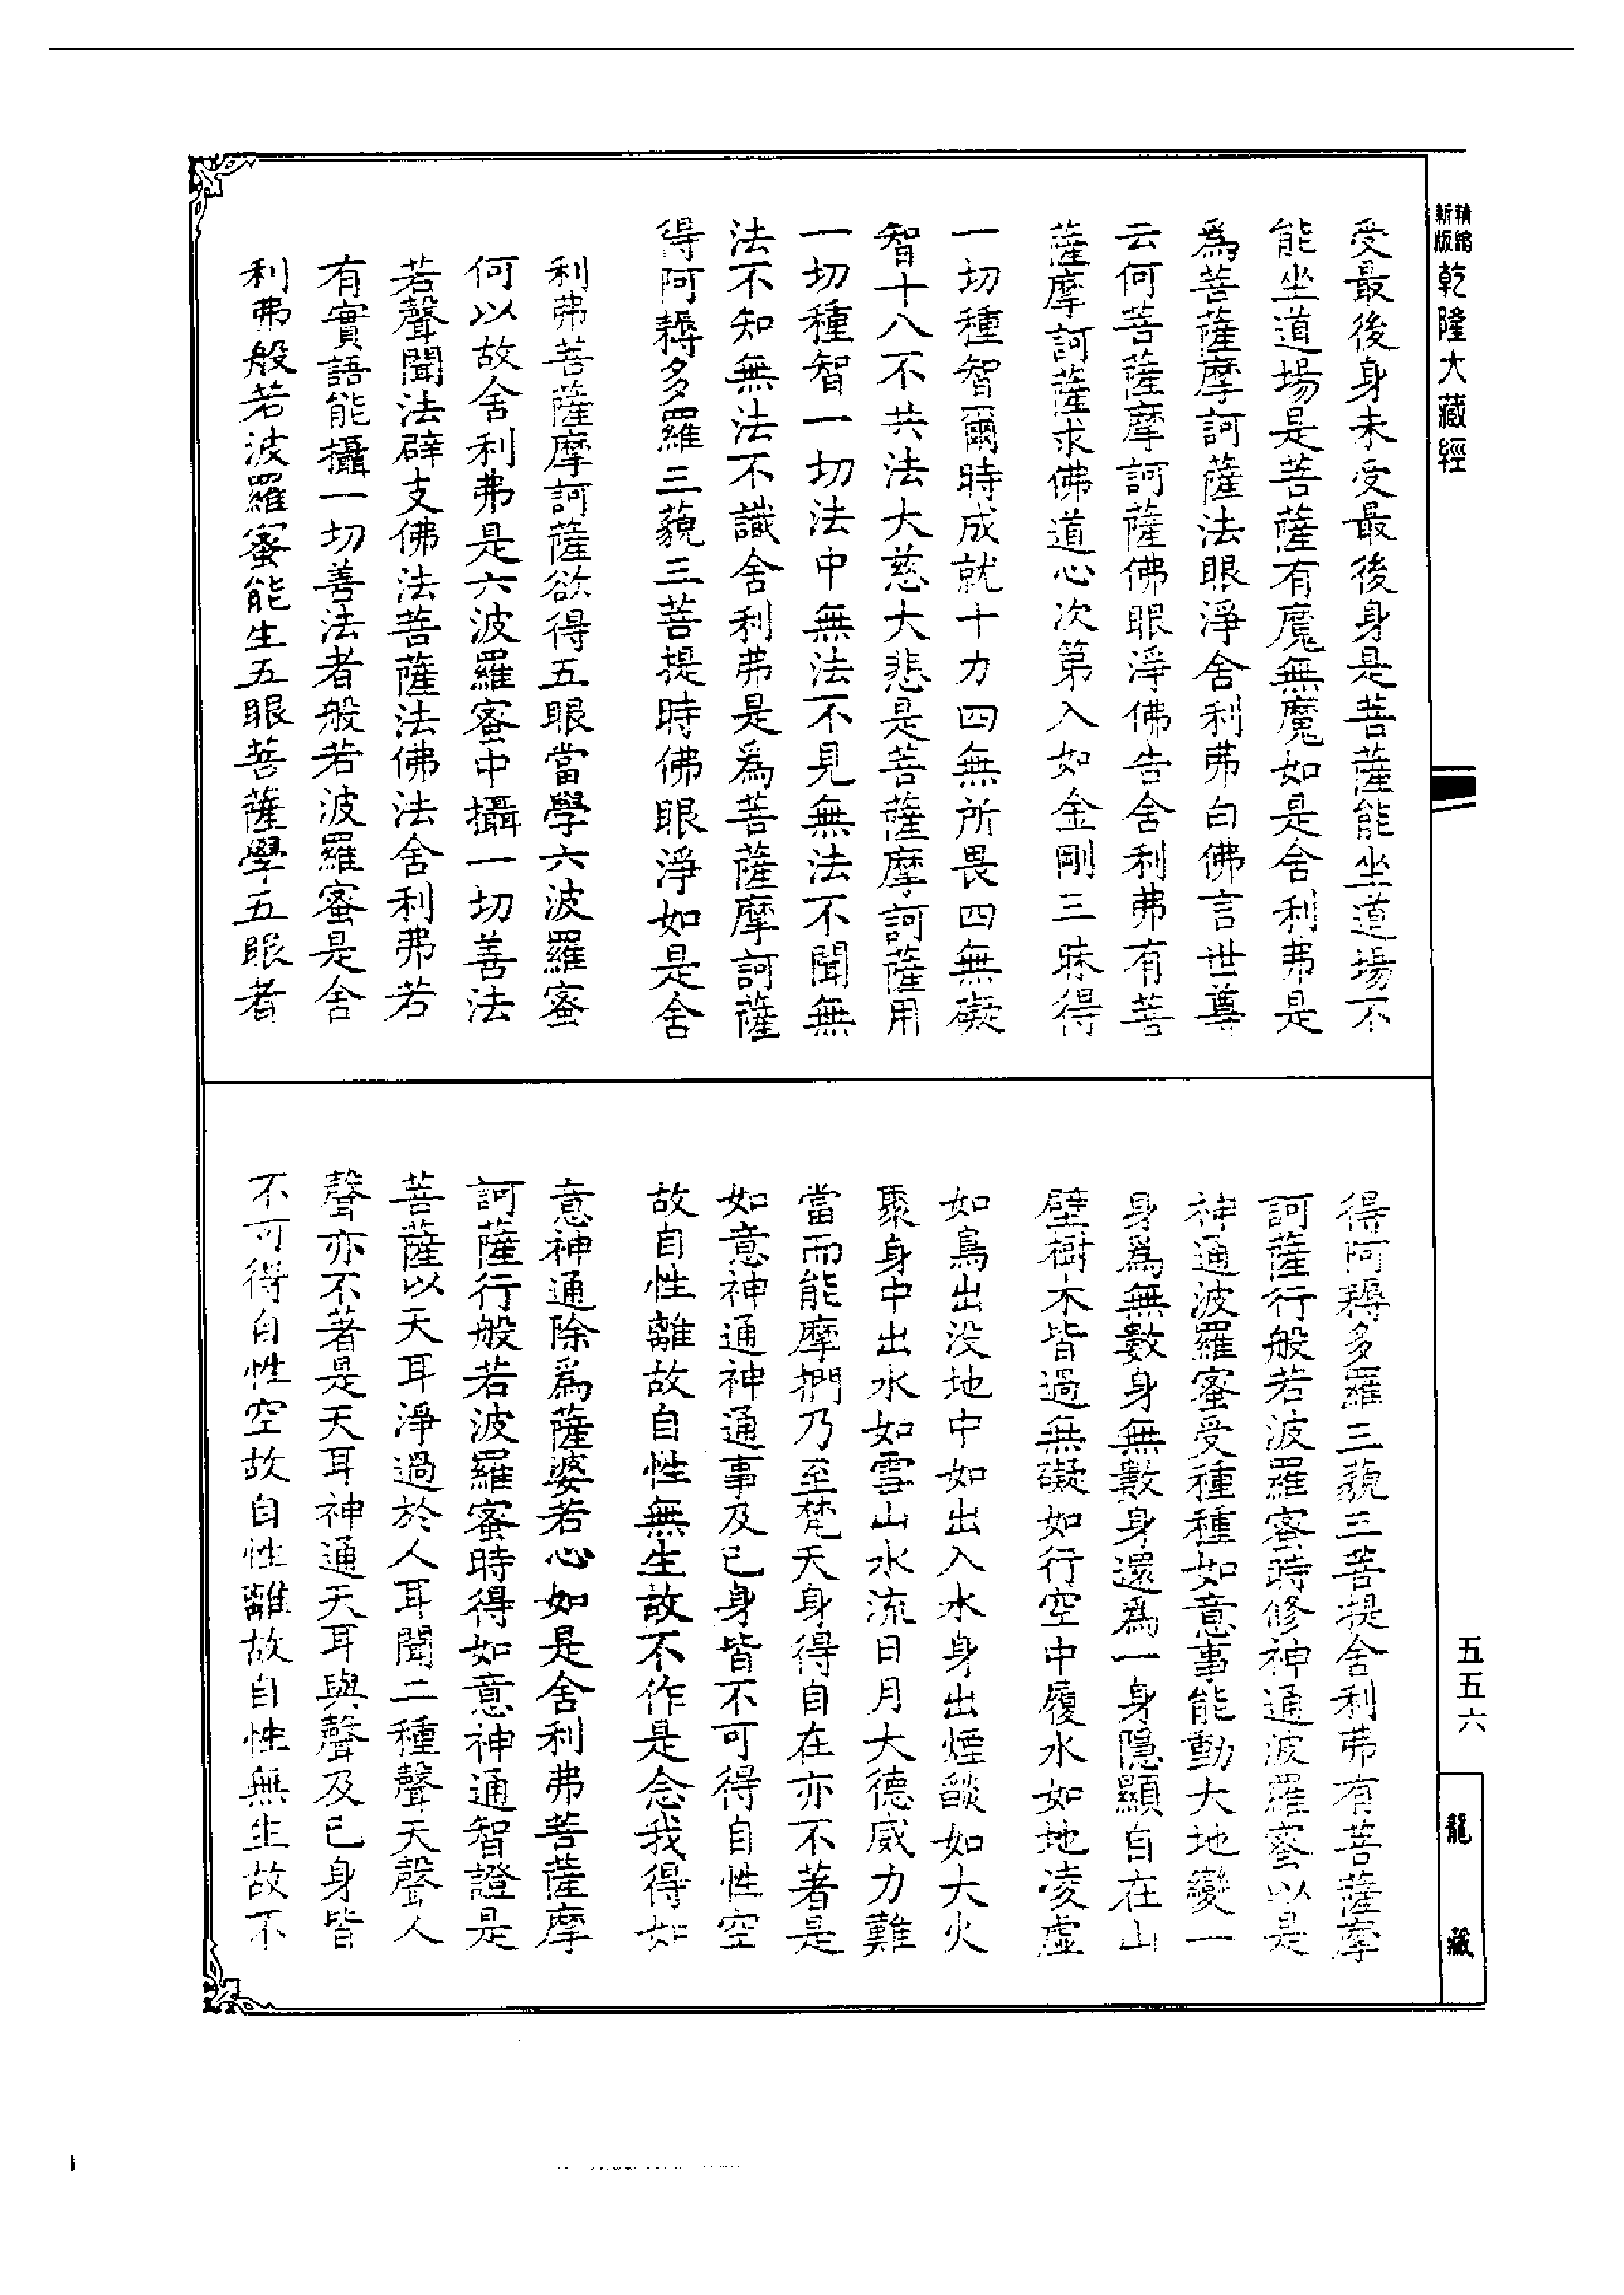 新版精縮
乾隆大藏經
受最後身未受最後身是菩薩能坐道場不
能坐道場是菩薩有魔無魔如是舍利弗是
為菩薩摩訶薩法眼淨舍利弗白佛言世尊
云何菩薩摩訶薩佛眼淨佛告舍利弗有菩
薩摩訶薩求佛道心次第入如金剛三昧得
一切種智爾時成就十力四無所畏四無礙
智十八不共法大慈大悲是菩薩摩訶薩用
一切種智一切法中無法不見無法不聞無
法不知無法不識舍利弗是為菩薩摩訶薩
得阿耨多羅三藐三菩提時佛眼淨如是舍
利弗菩薩摩訶薩欲得五眼當學六波羅蜜
何以故舍利弗是六波羅蜜中攝一切善法
若聲聞法辟支佛法菩薩法佛法舍利弗若
有實語能攝一切善法者般若波羅蜜是舍
利弗般若波羅蜜能生五眼菩薩學五眼者
得阿耨多羅三藐三菩提舍利弗有菩薩摩
訶薩行般若波羅蜜時修神通波羅蜜以是
神通波羅蜜受種種如意事能動大地變一
身為無數身無數身還為一身隱顯自在山
壁樹木皆過無礙如行空中履水如地凌虛
如鳥出沒地中如出入水身出煙燄如大火
聚身中出水如雪山水流日月大德威力難
當而能摩捫乃至梵天身得自在亦不著是
如意神通神通事及己身皆不可得自性空
故自性離故自性無生故不作是念我得如
意神通除為薩婆若心如是舍利弗菩薩摩
訶薩行般若波羅蜜時得如意神通智證是
菩薩以天耳淨過於人耳聞二種聲天聲人
聲亦不著是天耳神通天耳與聲及己身皆
不可得自性空故自性離故自性無生故不
五五六
龍藏